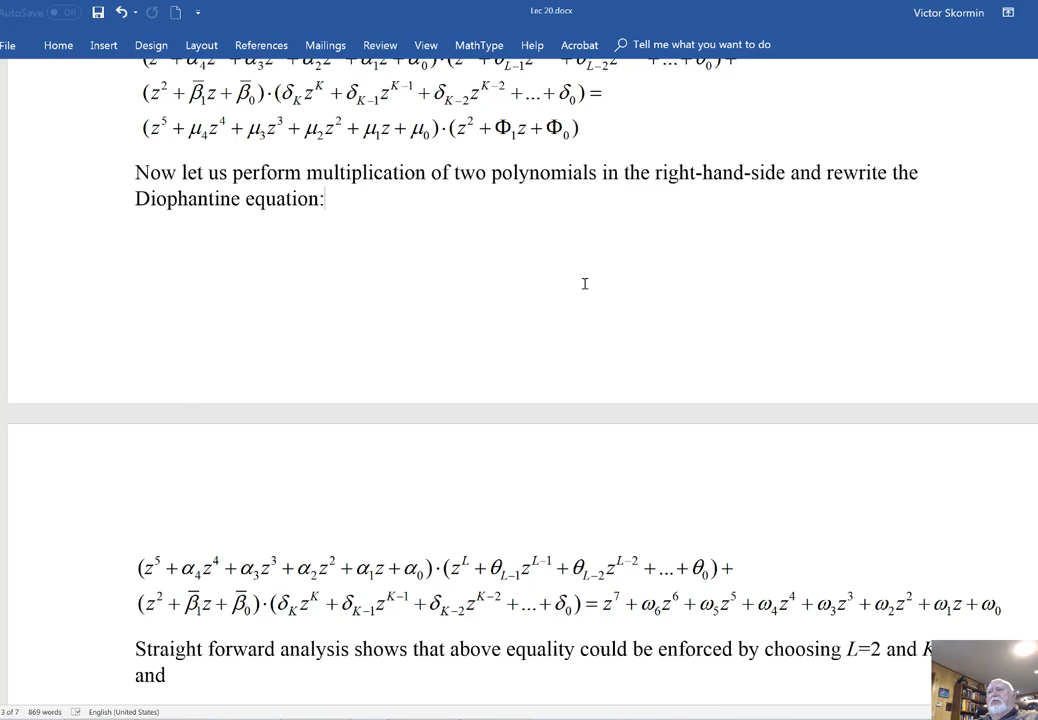 AutoSave Off Lec 20.docx Victor Skormin
File Home Insert Design Layout References Mailings Review View MathType Help Acrobat Tell me what you want to do
(z² + β̅₁z + β̅₀)·(δ_K z^K + δ_{K−1} z^{K−1} + δ_{K−2} z^{K−2} + ... + δ₀) =
(z⁵ + μ₄z⁴ + μ₃z³ + μ₂z² + μ₁z + μ₀)·(z² + Φ₁z + Φ₀)
Now let us perform multiplication of two polynomials in the right-hand-side and rewrite the
Diophantine equation:
(z⁵ + α₄z⁴ + α₃z³ + α₂z² + α₁z + α₀)·(z^L + θ_{L−1} z^{L−1} + θ_{L−2} z^{L−2} + ... + θ₀) +
(z² + β̅₁z + β̅₀)·(δ_K z^K + δ_{K−1} z^{K−1} + δ_{K−2} z^{K−2} + ... + δ₀) = z⁷ + ω₆z⁶ + ω₅z⁵ + ω₄z⁴ + ω₃z³ + ω₂z² + ω₁z + ω₀
Straight forward analysis shows that above equality could be enforced by choosing L=2 and K
and
3 of 7 869 words English (United States)